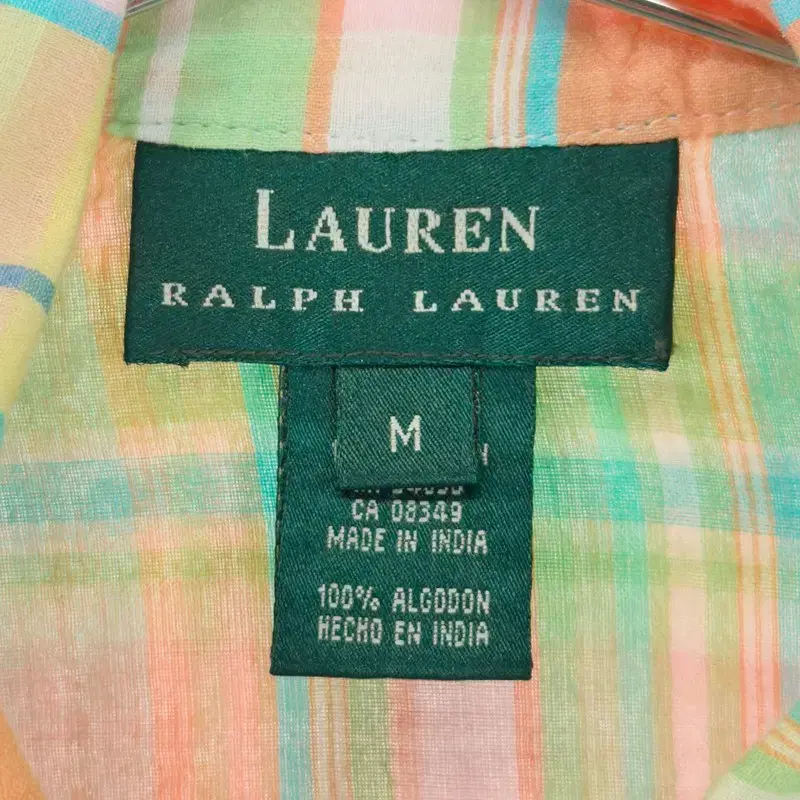 LAUREN
RALPH LAUREN
M
CA 08349
MADE IN INDIA
100% ALGODON
HECHO EN INDIA